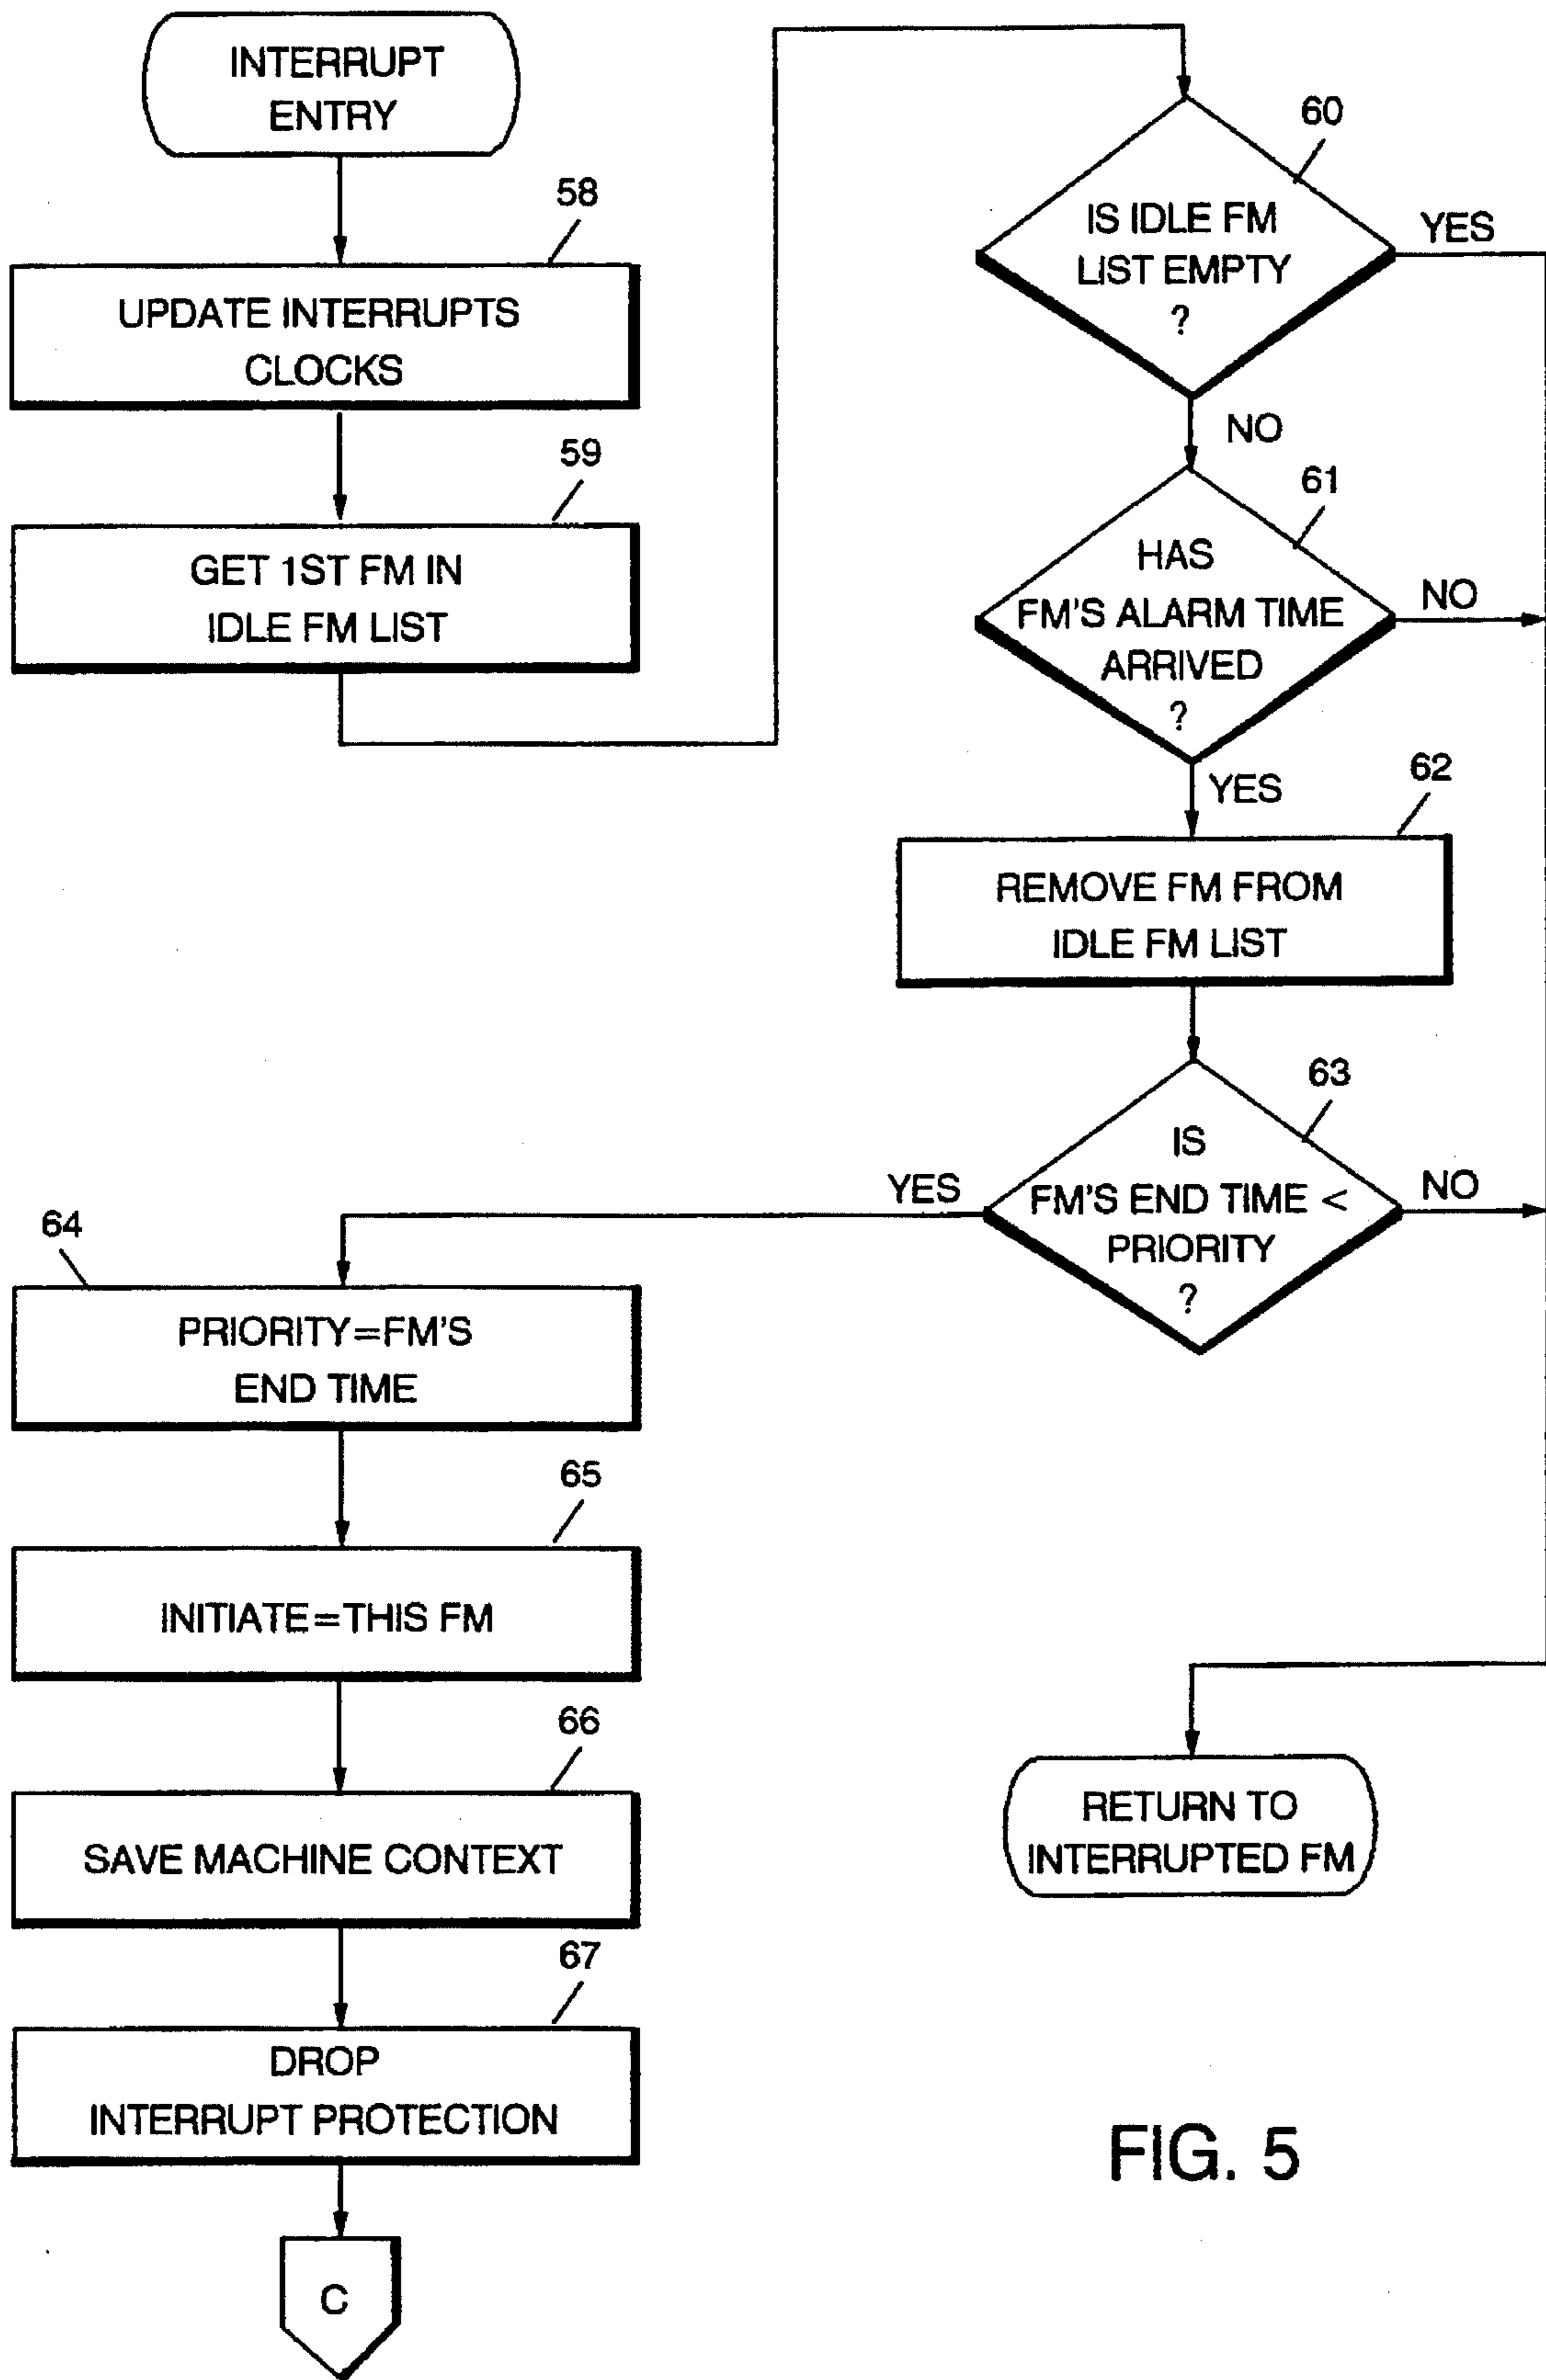 INTERRUPT
ENTRY
58
UPDATE INTERRUPTS
CLOCKS
59
GET 1ST FM IN
IDLE FM LIST
60
IS IDLE FM
LIST EMPTY
?
YES
NO
61
HAS
FM'S ALARM TIME
ARRIVED
?
NO
YES
62
REMOVE FM FROM
IDLE FM LIST
63
IS
FM'S END TIME <
PRIORITY
?
NO
YES
64
PRIORITY=FM'S
END TIME
65
INITIATE=THIS FM
66
SAVE MACHINE CONTEXT
67
DROP
INTERRUPT PROTECTION
C
RETURN TO
INTERRUPTED FM
FIG. 5